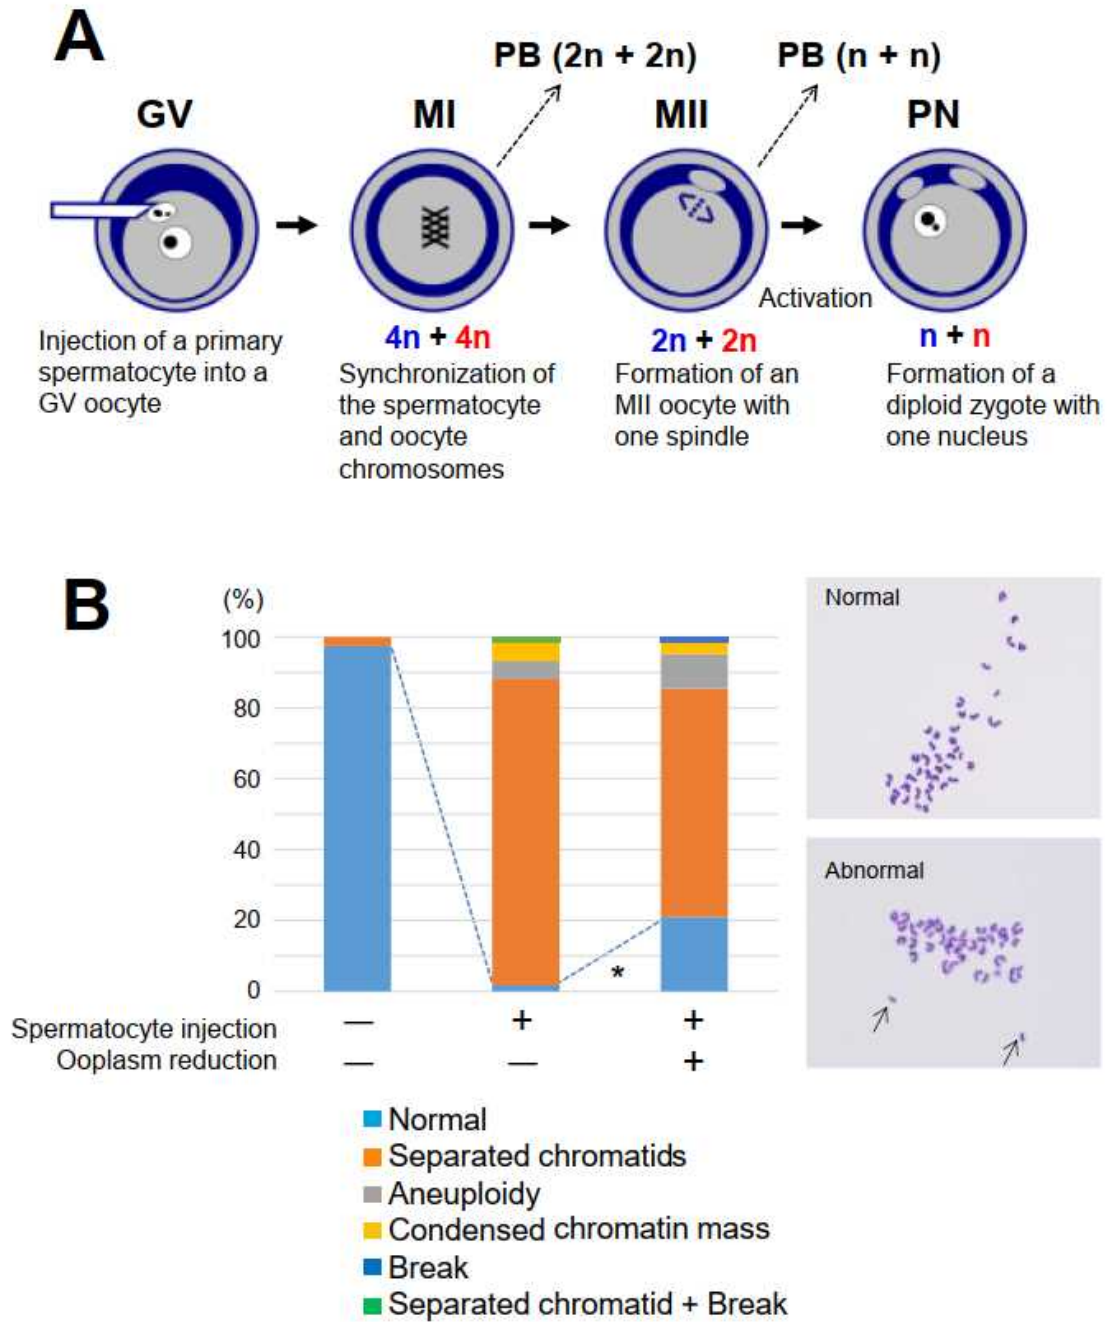 A
PB (2n + 2n)
PB (n + n)
GV
MI
MII
PN
Activation
Injection of a primary
spermatocyte into a
GV oocyte
4n + 4n
Synchronization of
the spermatocyte
and oocyte
chromosomes
2n + 2n
Formation of an
MII oocyte with
one spindle
n + n
Formation of a
diploid zygote with
one nucleus
B
(%)
100
80
60
40
20
0
*
Spermatocyte injection — + +
Ooplasm reduction — — +
Normal
Separated chromatids
Aneuploidy
Condensed chromatin mass
Break
Separated chromatid + Break
Normal
Abnormal